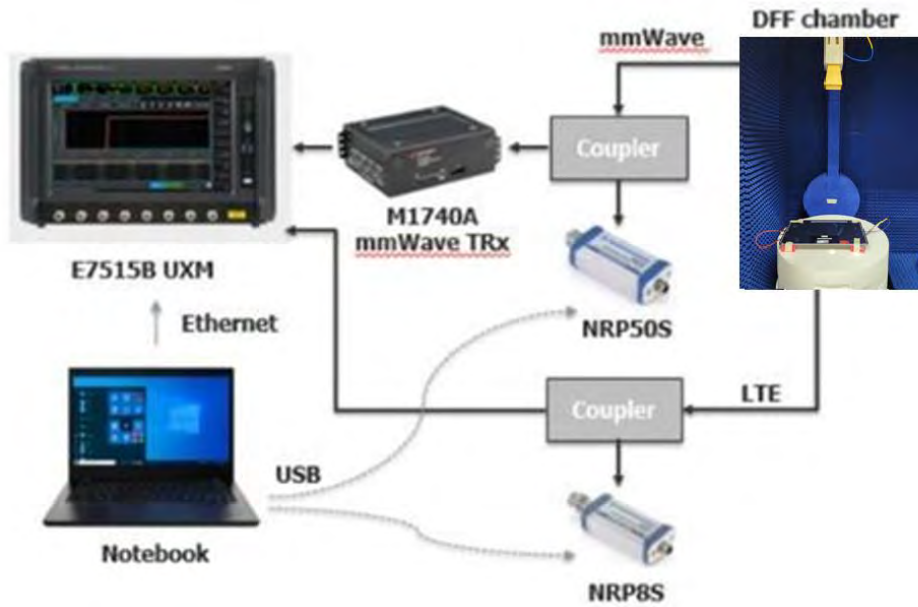 DFF chamber
mmWave
Coupler
M1740A
mmWave TRx
E7515B UXM
NRP50S
Ethernet
Coupler
LTE
USB
Notebook
NRP8S